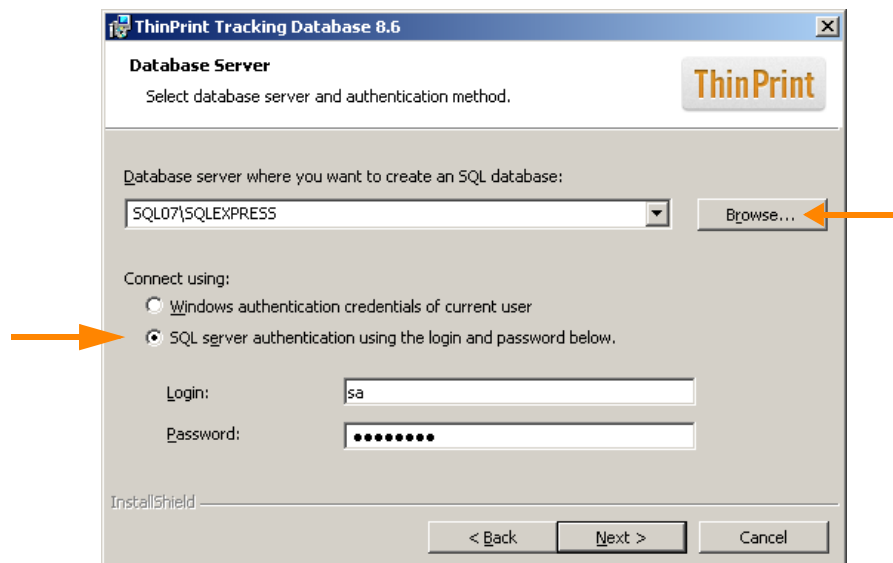 ThinPrint Tracking Database 8.6
Database Server
Select database server and authentication method.
ThinPrint
Database server where you want to create an SQL database:
SQL07\SQLEXPRESS
Browse...
Connect using:
Windows authentication credentials of current user
SQL server authentication using the login and password below.
Login:
sa
Password:
●●●●●●●●
InstallShield
< Back
Next >
Cancel